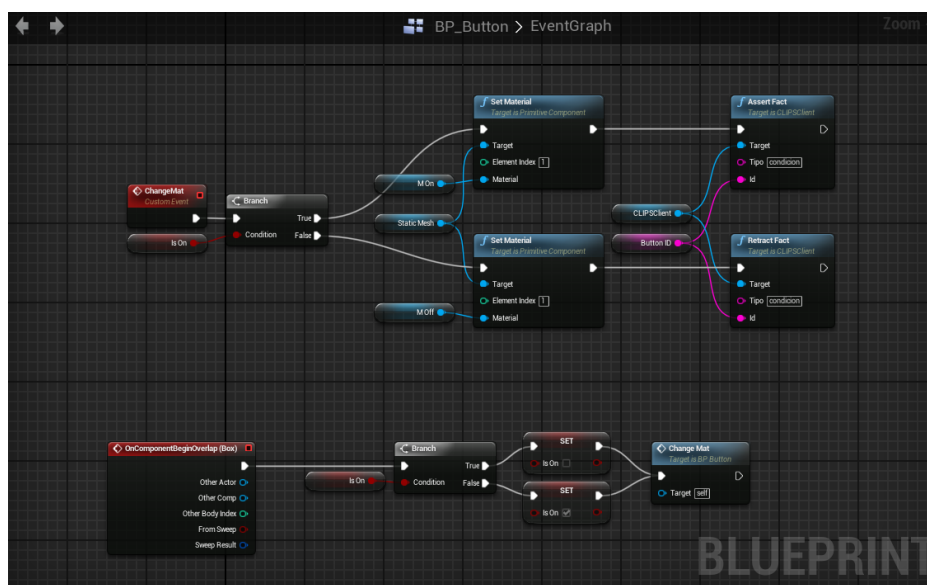 BP_Button > EventGraph
Zoom
Set Material
Target is Primitive Component
Target
Element Index 1
Material
Assert Fact
Target is CLIPSClient
Target
Tipo condicion
Id
M On
ChangeMat
Custom Event
Branch
True
Condition False
Is On
Static Mesh
CLIPSClient
Button ID
Set Material
Target is Primitive Component
Target
Element Index 1
Material
M Off
Retract Fact
Target is CLIPSClient
Target
Tipo condicion
Id
OnComponentBeginOverlap (Box)
Other Actor
Other Comp
Other Body Index
From Sweep
Sweep Result
Is On
Branch
True
Condition False
SET
Is On
SET
Is On
Change Mat
Target is BP Button
Target self
BLUEPRINT